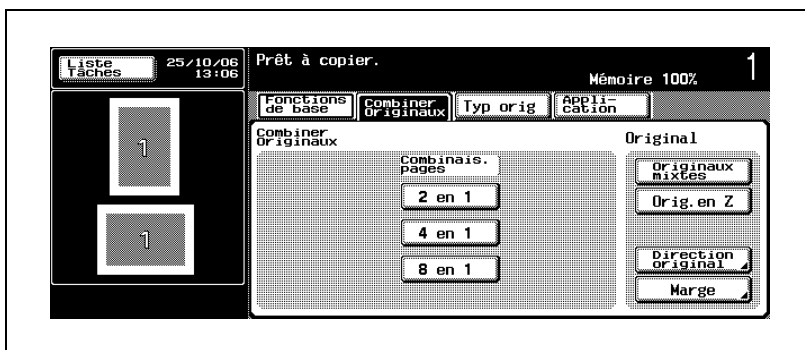 Liste
Tâches
25/10/06
13:06
Prêt à copier.
Mémoire 100%
1
Fonctions
de base
Combiner
Originaux
Typ orig
Appli-
cation
Combiner
Originaux
Original
1
Combinais.
pages
Originaux
mixtes
2 en 1
Orig.en Z
4 en 1
1
8 en 1
Direction
original
Marge